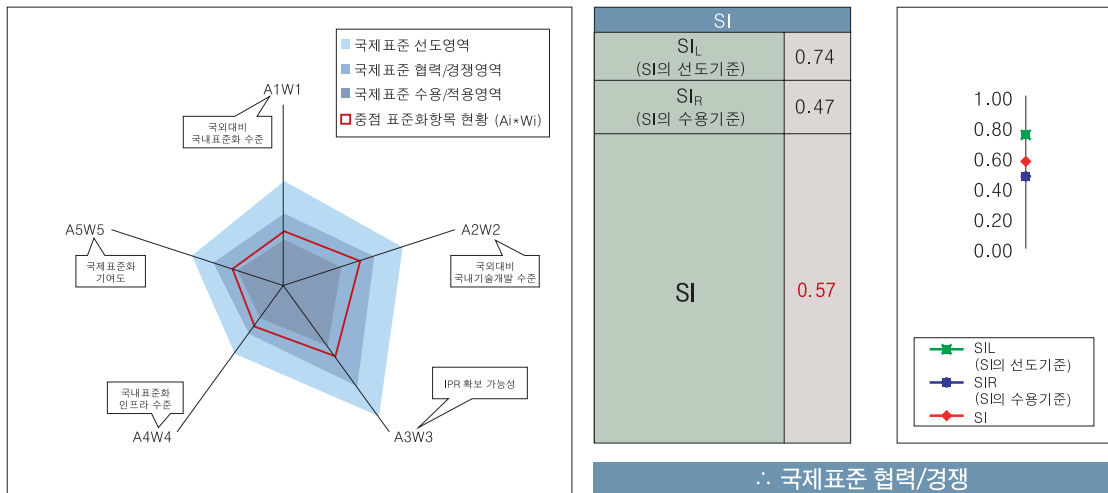 국제표준 선도영역
국제표준 협력/경쟁영역
국제표준 수용/적용영역
중점 표준화항목 현황 (Ai*Wi)
A1W1
국외대비
국내표준화 수준
A2W2
국외대비
국내기술개발 수준
A3W3
IPR 확보 가능성
A4W4
국내표준화
인프라 수준
A5W5
국제표준화
기여도
SI
SIL
(SI의 선도기준)
0.74
SIR
(SI의 수용기준)
0.47
SI
0.57
∴ 국제표준 협력/경쟁
1.00
0.80
0.60
0.40
0.20
0.00
SIL
(SI의 선도기준)
SIR
(SI의 수용기준)
SI